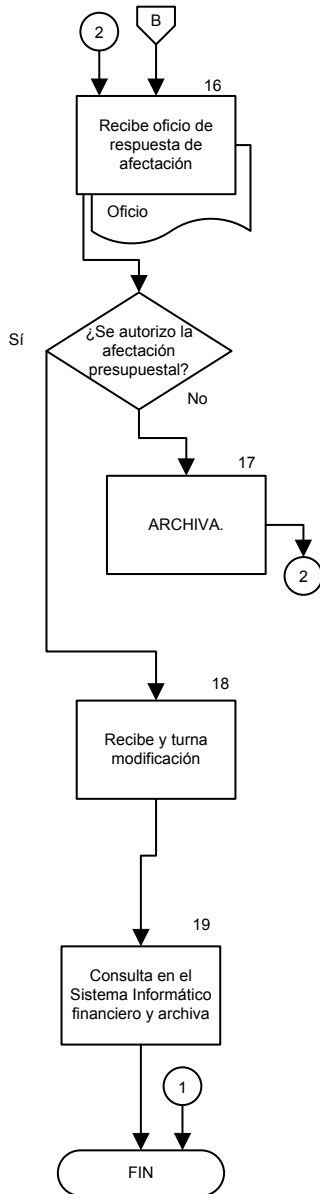 2
B
16
Recibe oficio de
respuesta de
afectación
Oficio
¿Se autorizo la
afectación
presupuestal?
Sí
No
17
ARCHIVA.
2
18
Recibe y turna
modificación
19
Consulta en el
Sistema Informático
financiero y archiva
1
FIN